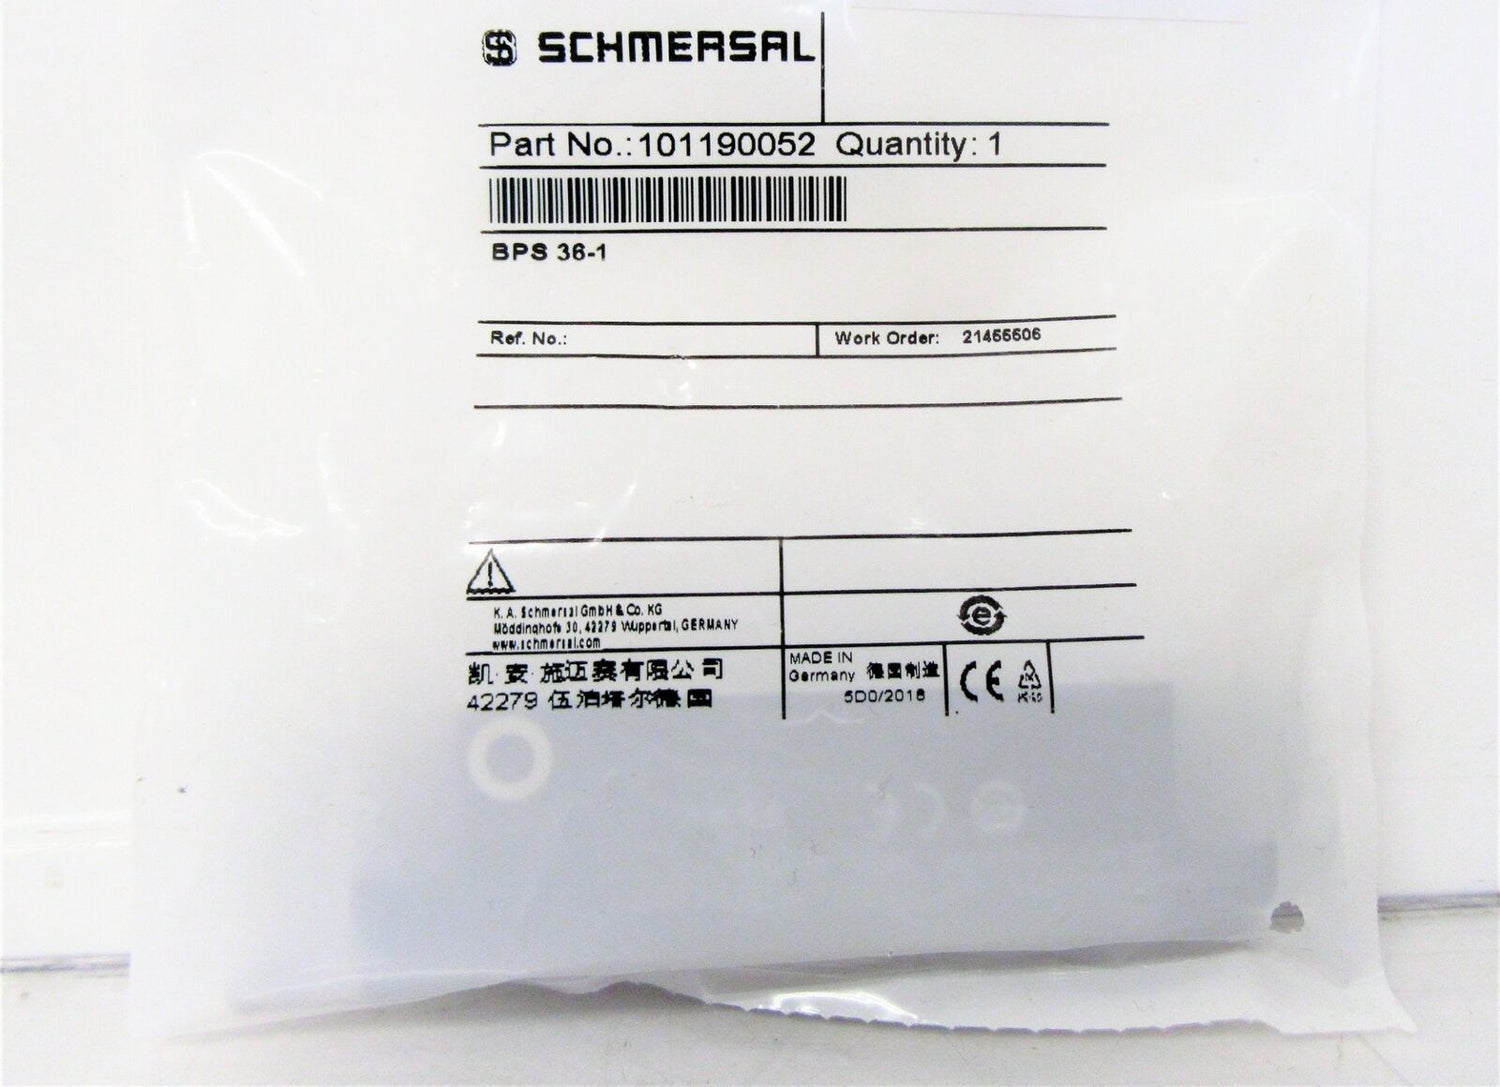 SCHMERSAL
Part No.:101190052 Quantity: 1
BPS 36-1
Ref. No.:
Work Order: 21455506
K. A. Schmersal GmbH & Co. KG
Möddinghofe 30, 42279 Wuppertal, GERMANY
www.schmersal.com
凯·安·施迈赛有限公司
42279 伍泊塔尔德国
MADE IN
Germany 德国制造
5D0/2016
CE